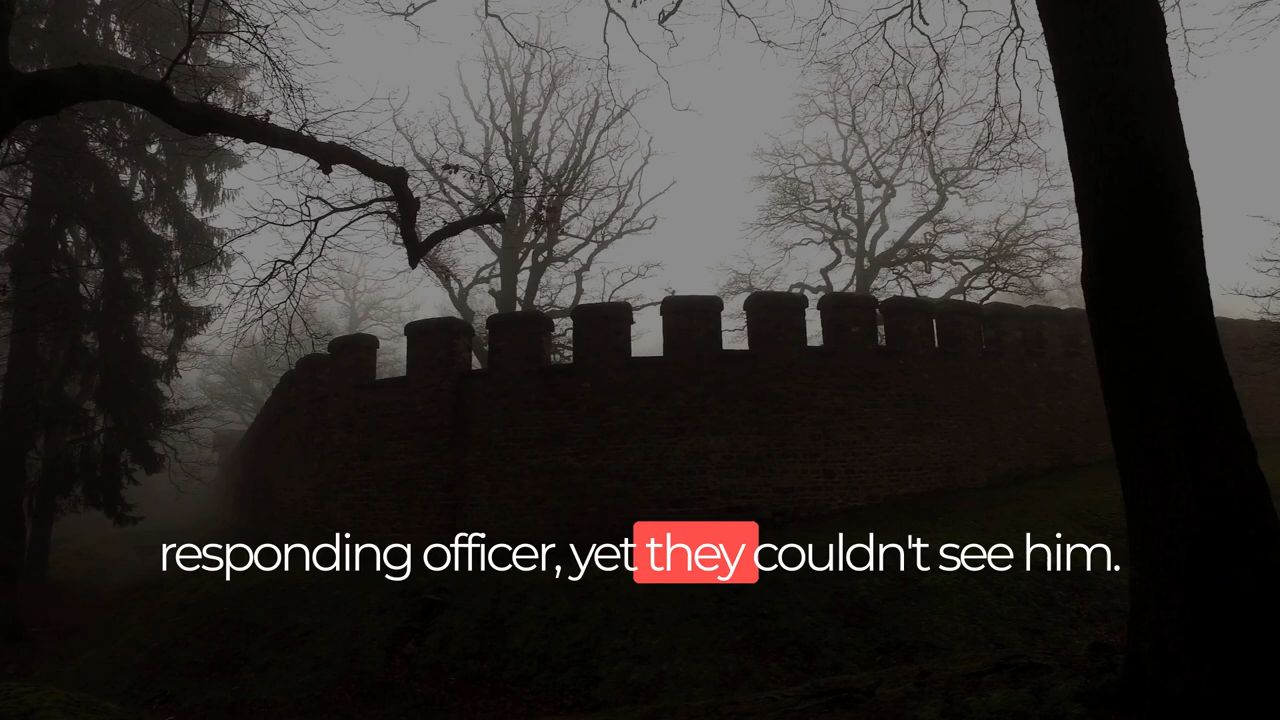 responding officer, yet they couldn't see him.